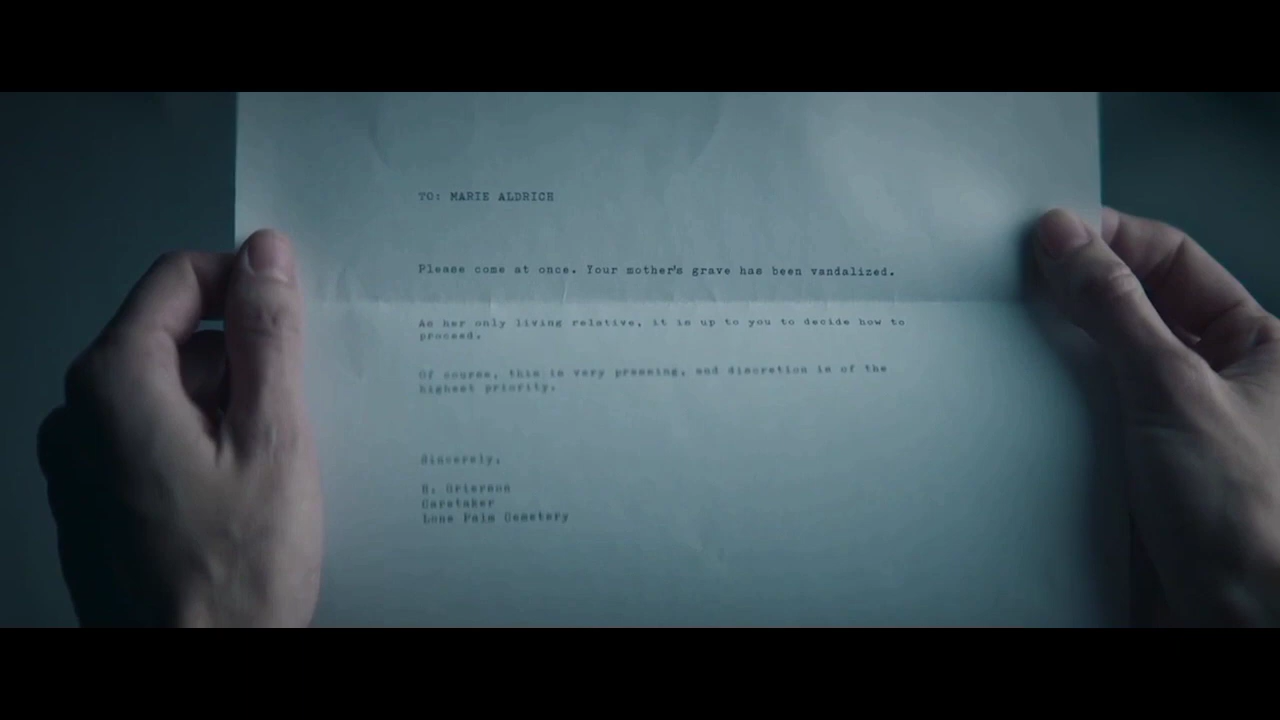 TO: MARIE ALDRICH
Please come at once. Your mother's grave has been vandalized.
As her only living relative, it is up to you to decide how to
proceed.
Of course, this is very pressing, and discretion is of the
highest priority.
Sincerely,
Caretaker
Lone Palm Cemetery